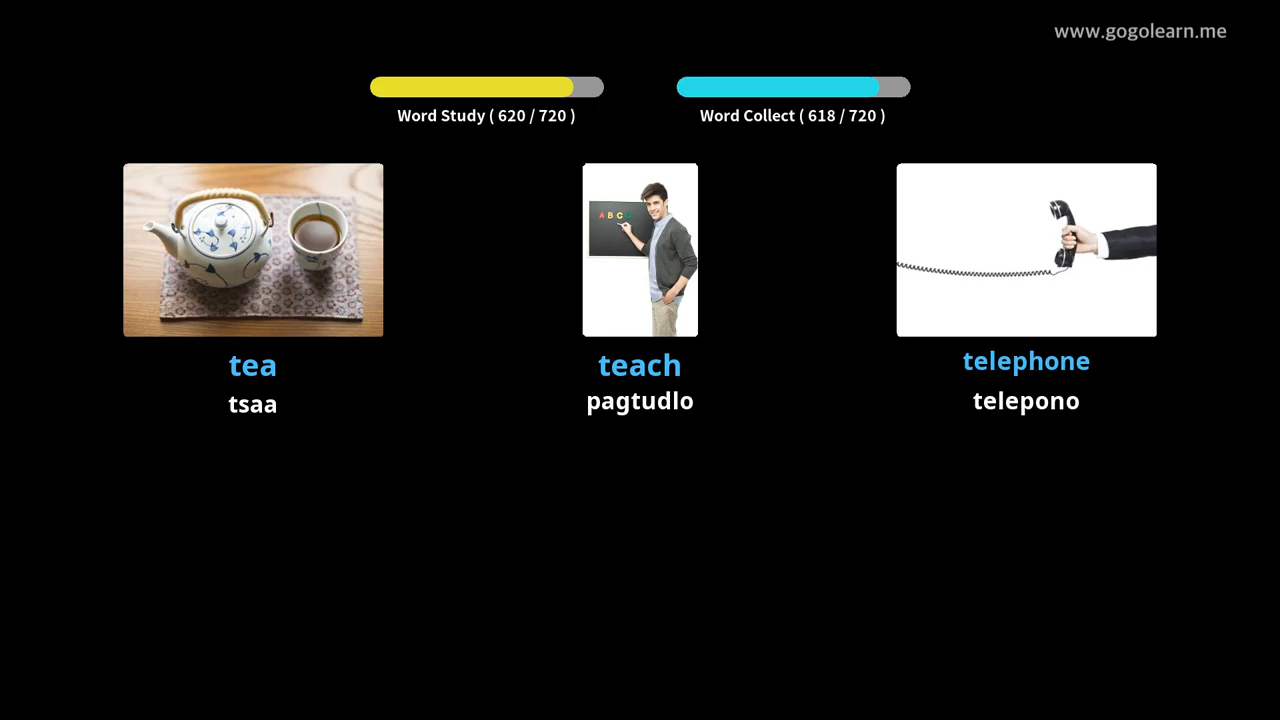 www.gogolearn.me
Word Study ( 620 / 720 )
Word Collect ( 618 / 720 )
A B C D
tea
teach
telephone
tsaa
pagtudlo
telepono